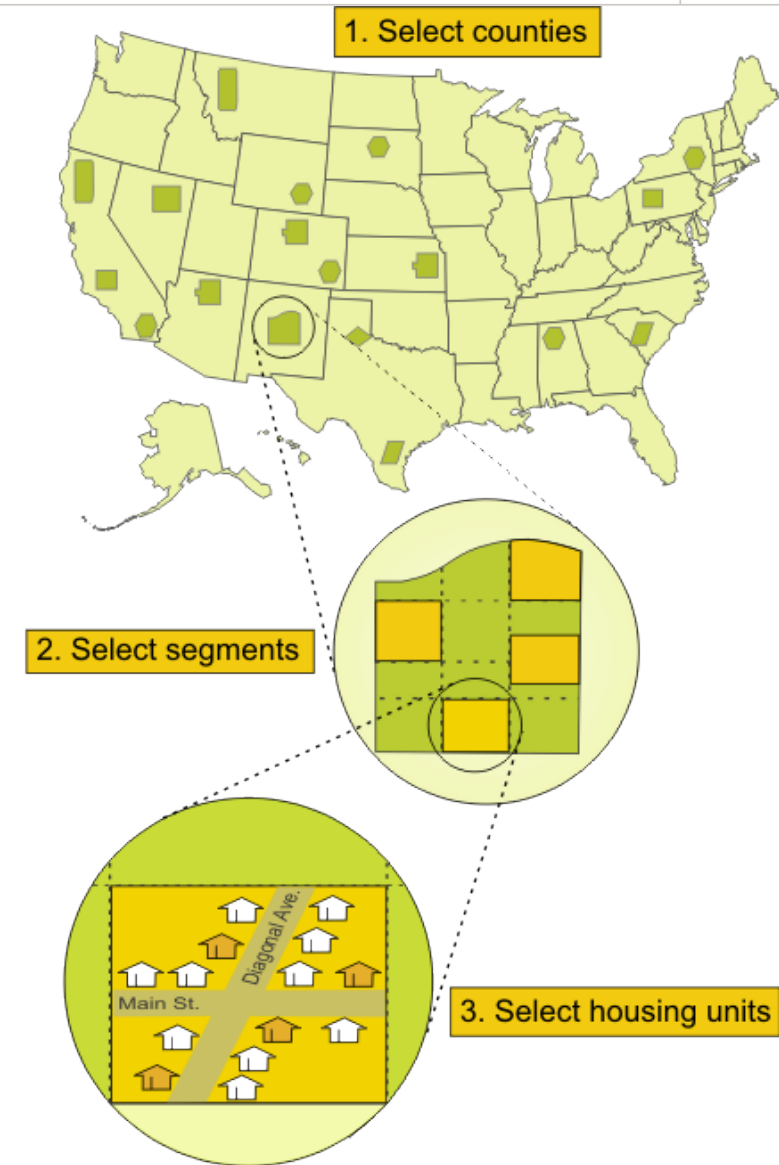 1. Select counties
2. Select segments
Diagonal Ave.
Main St.
3. Select housing units